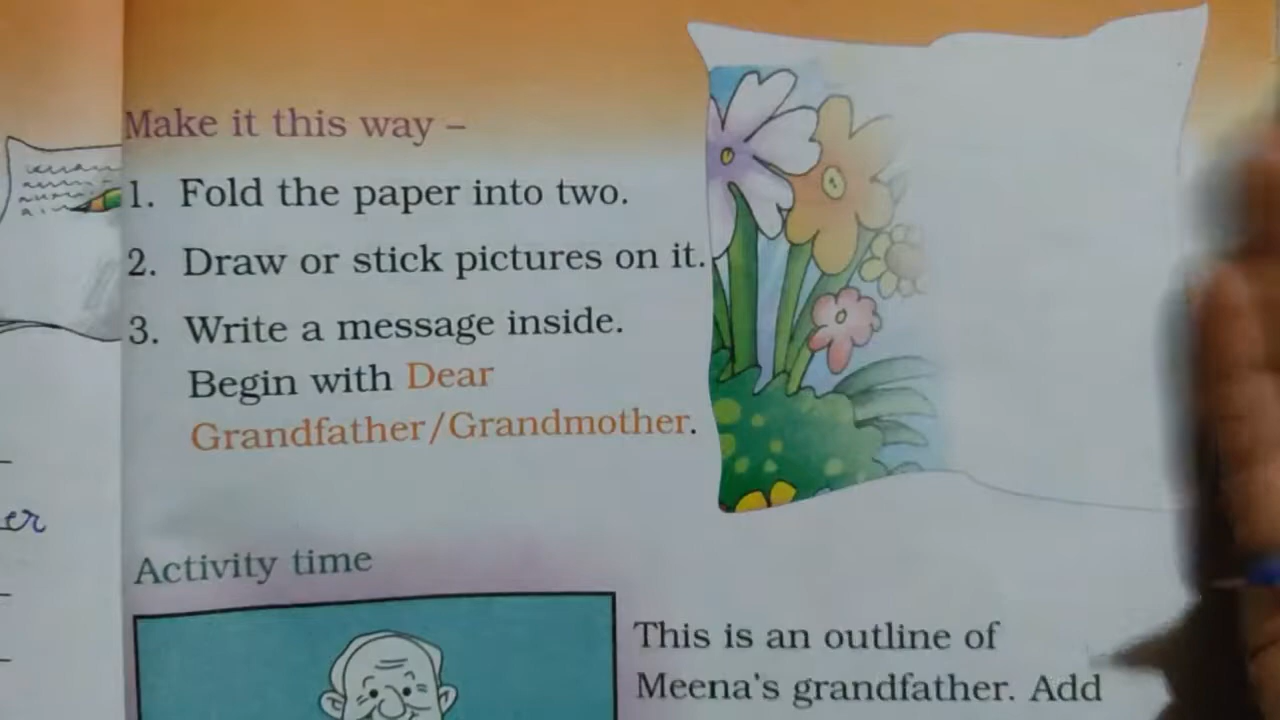 Make it this way –
1. Fold the paper into two.
2. Draw or stick pictures on it.
3. Write a message inside.
Begin with Dear
Grandfather/Grandmother.
er
Activity time
This is an outline of
Meena's grandfather. Add